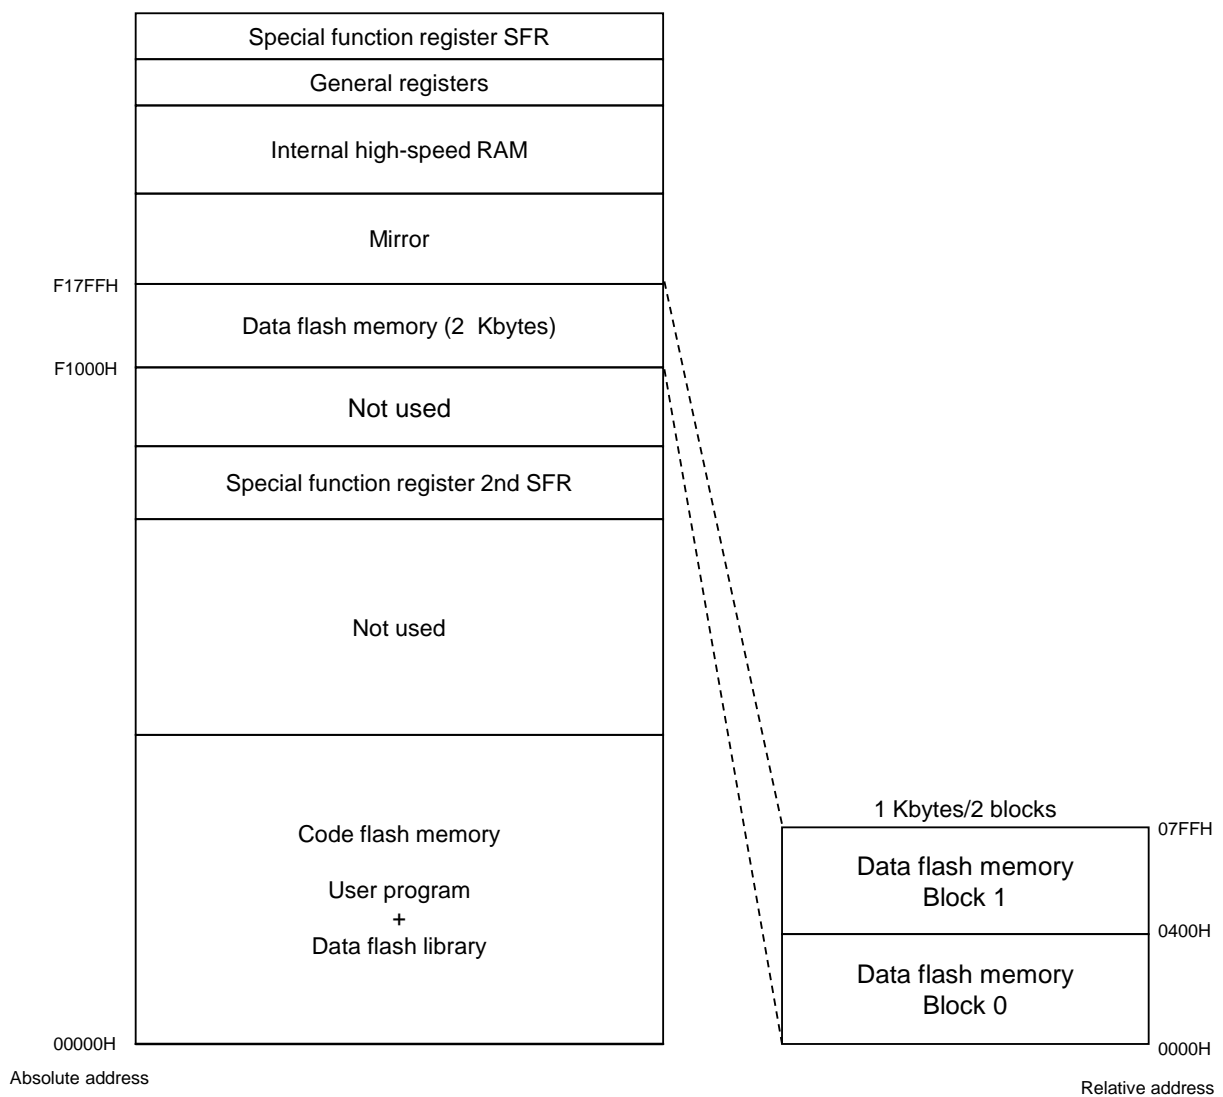 Special function register SFR
General registers
Internal high-speed RAM
Mirror
F17FFH
Data flash memory (2 Kbytes)
F1000H
Not used
Special function register 2nd SFR
Not used
Code flash memory
User program
+
Data flash library
00000H
Absolute address
1 Kbytes/2 blocks
07FFH
Data flash memory
Block 1
0400H
Data flash memory
Block 0
0000H
Relative address